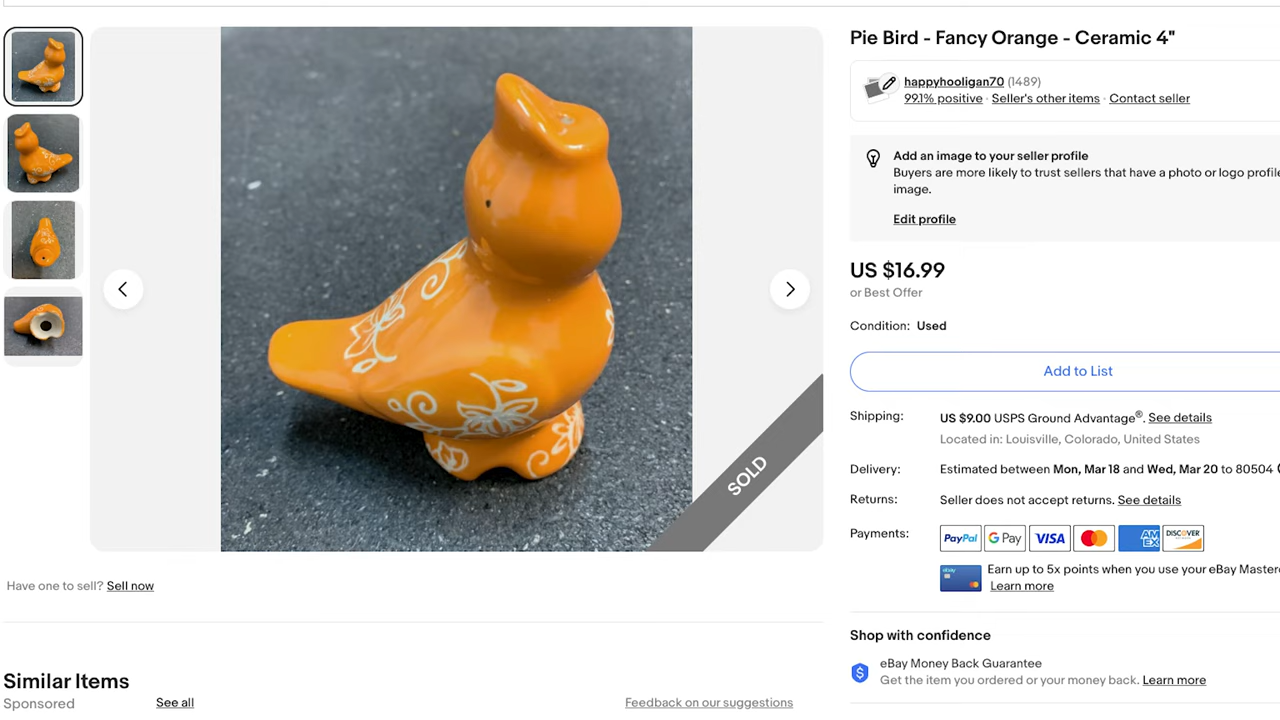 Pie Bird - Fancy Orange - Ceramic 4"
happyhooligan70 (1489)
99.1% positive · Seller's other items · Contact seller
Add an image to your seller profile
Buyers are more likely to trust sellers that have a photo or logo profile
image.
Edit profile
US $16.99
or Best Offer
Condition: Used
Add to List
Shipping: US $9.00 USPS Ground Advantage®. See details
Located in: Louisville, Colorado, United States
Delivery: Estimated between Mon, Mar 18 and Wed, Mar 20 to 80504
Returns: Seller does not accept returns. See details
Payments: PayPal G Pay VISA AMEX DISCOVER
ebay
Earn up to 5x points when you use your eBay Master
Learn more
SOLD
Have one to sell? Sell now
Shop with confidence
eBay Money Back Guarantee
Get the item you ordered or your money back. Learn more
Similar Items
Sponsored See all Feedback on our suggestions